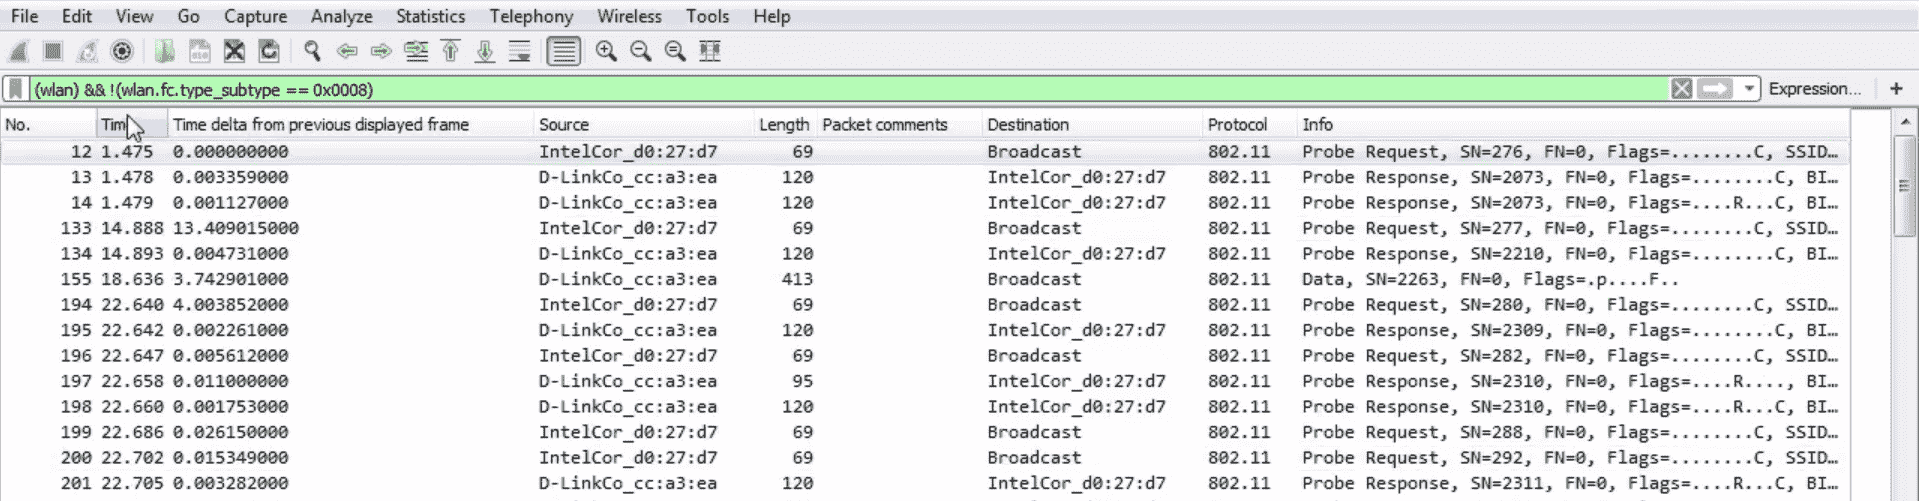 File Edit View Go Capture Analyze Statistics Telephony Wireless Tools Help
(wlan) && !(wlan.fc.type_subtype == 0x0008) Expression... +
No. Time Time delta from previous displayed frame Source Length Packet comments Destination Protocol Info
12 1.475 0.000000000 IntelCor_d0:27:d7 69 Broadcast 802.11 Probe Request, SN=276, FN=0, Flags=........C, SSID…
13 1.478 0.003359000 D-LinkCo_cc:a3:ea 120 IntelCor_d0:27:d7 802.11 Probe Response, SN=2073, FN=0, Flags=........C, BI…
14 1.479 0.001127000 D-LinkCo_cc:a3:ea 120 IntelCor_d0:27:d7 802.11 Probe Response, SN=2073, FN=0, Flags=....R...C, BI…
133 14.888 13.409015000 IntelCor_d0:27:d7 69 Broadcast 802.11 Probe Request, SN=277, FN=0, Flags=........C, SSID…
134 14.893 0.004731000 D-LinkCo_cc:a3:ea 120 IntelCor_d0:27:d7 802.11 Probe Response, SN=2210, FN=0, Flags=........C, BI…
155 18.636 3.742901000 D-LinkCo_cc:a3:ea 413 Broadcast 802.11 Data, SN=2263, FN=0, Flags=.p....F..
194 22.640 4.003852000 IntelCor_d0:27:d7 69 Broadcast 802.11 Probe Request, SN=280, FN=0, Flags=........C, SSID…
195 22.642 0.002261000 D-LinkCo_cc:a3:ea 120 IntelCor_d0:27:d7 802.11 Probe Response, SN=2309, FN=0, Flags=........C, BI…
196 22.647 0.005612000 IntelCor_d0:27:d7 69 Broadcast 802.11 Probe Request, SN=282, FN=0, Flags=........C, SSID…
197 22.658 0.011000000 D-LinkCo_cc:a3:ea 95 IntelCor_d0:27:d7 802.11 Probe Response, SN=2310, FN=0, Flags=....R...., BI…
198 22.660 0.001753000 D-LinkCo_cc:a3:ea 120 IntelCor_d0:27:d7 802.11 Probe Response, SN=2310, FN=0, Flags=....R...C, BI…
199 22.686 0.026150000 IntelCor_d0:27:d7 69 Broadcast 802.11 Probe Request, SN=288, FN=0, Flags=........C, SSID…
200 22.702 0.015349000 IntelCor_d0:27:d7 69 Broadcast 802.11 Probe Request, SN=292, FN=0, Flags=........C, SSID…
201 22.705 0.003282000 D-LinkCo_cc:a3:ea 120 IntelCor_d0:27:d7 802.11 Probe Response, SN=2311, FN=0, Flags=........C, BI…